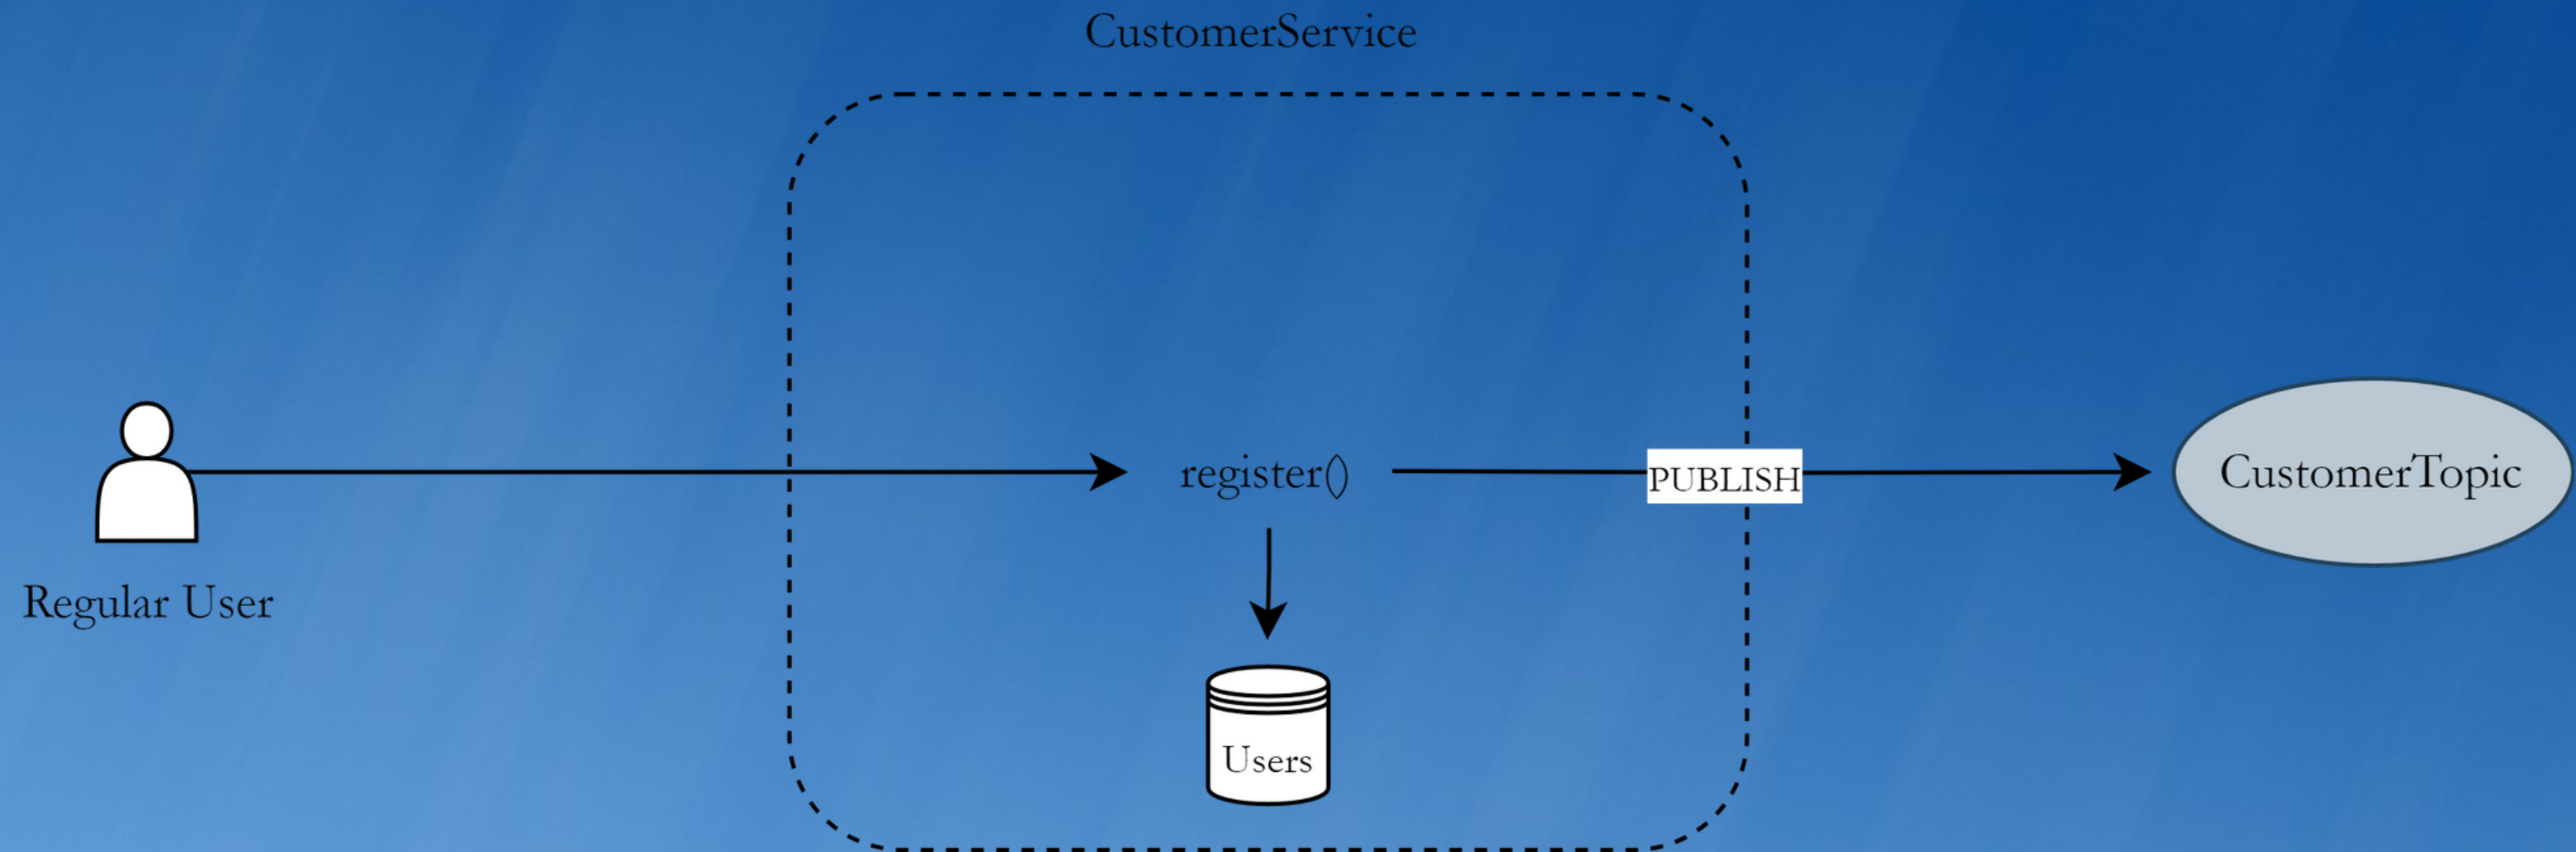 CustomerService
register()
PUBLISH
CustomerTopic
Regular User
Users